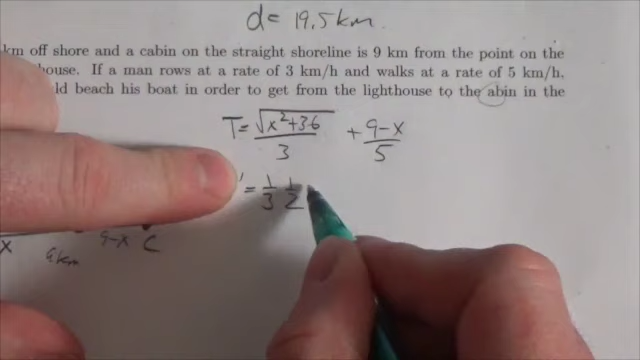 d = 19.5 km.
km off shore and a cabin on the straight shoreline is 9 km from the point on the
house. If a man rows at a rate of 3 km/h and walks at a rate of 5 km/h,
ld beach his boat in order to get from the lighthouse to the abin in the
T = √(x²+36)/3 + (9-x)/5
' = 1/3 1/2
x 9-x C
9km